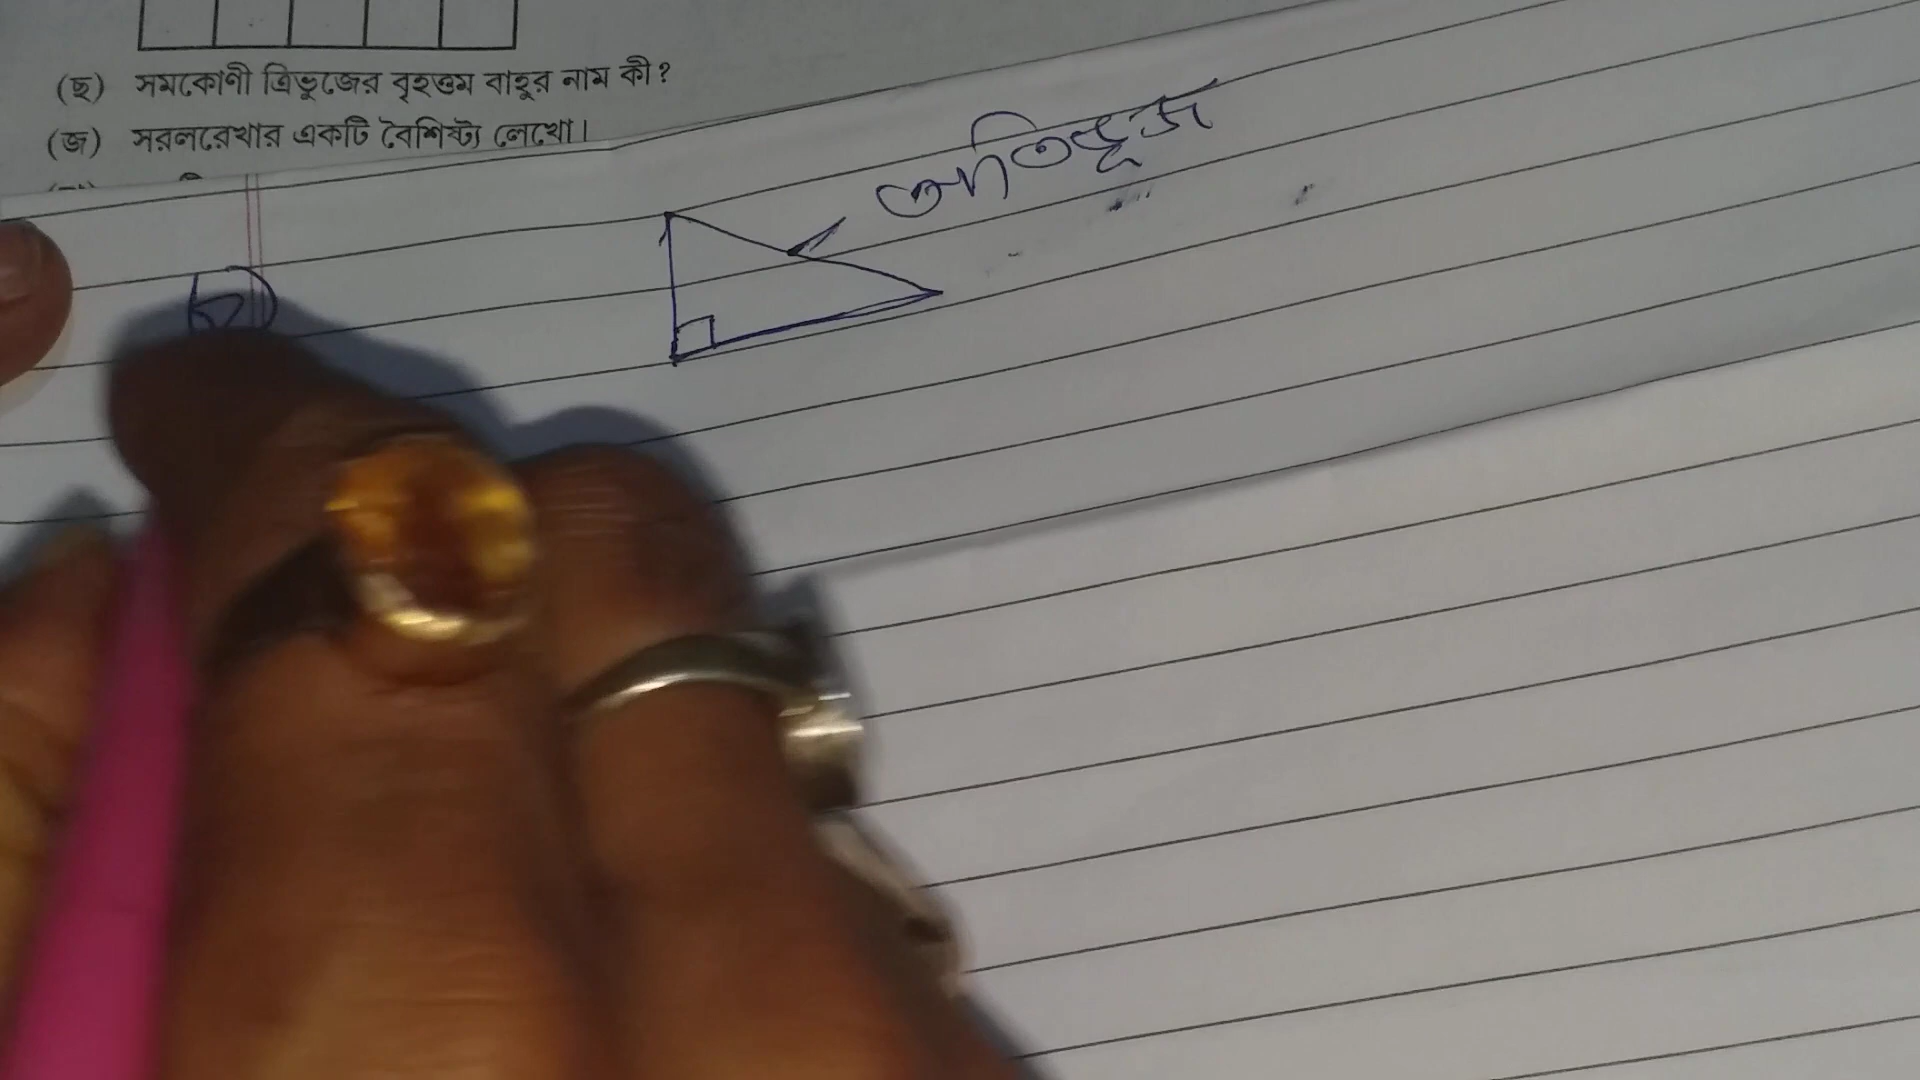 (ছ) সমকোণী ত্রিভুজের বৃহত্তম বাহুর নাম কী?
(জ) সরলরেখার একটি বৈশিষ্ট্য লেখো।
অতিভূজ
ছ)